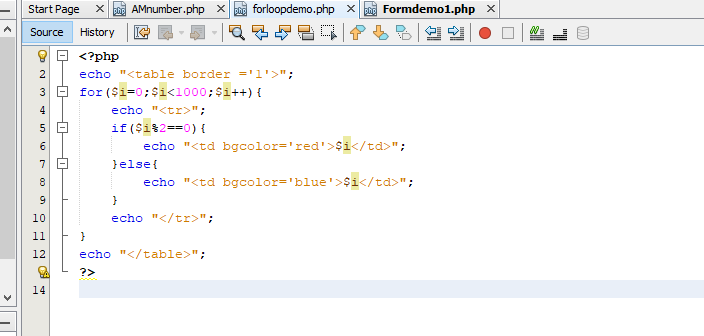 Start Page AMnumber.php forloopdemo.php Formdemo1.php
Source History
<?php
2 echo "<table border ='1'>";
3 for($i=0;$i<1000;$i++){
4 echo "<tr>";
5 if($i%2==0){
6 echo "<td bgcolor='red'>$i</td>";
7 }else{
8 echo "<td bgcolor='blue'>$i</td>";
9 }
10 echo "</tr>";
11 }
12 echo "</table>";
?>
14